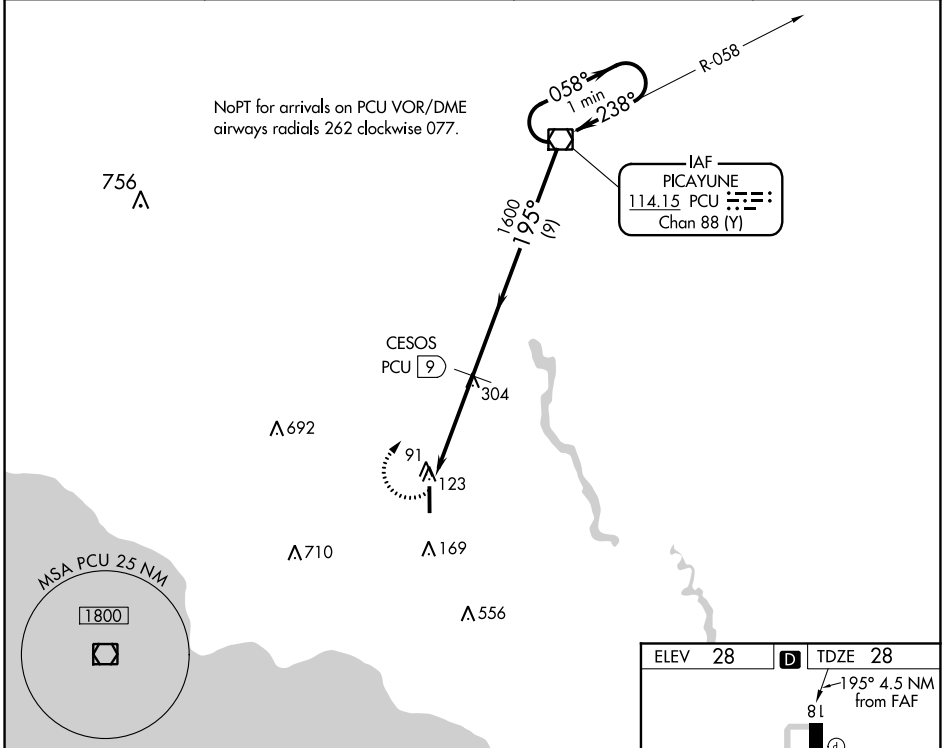 R-058
058°
1 min
238°
NoPT for arrivals on PCU VOR/DME
airways radials 262 clockwise 077.
IAF
PICAYUNE
114.15 PCU
Chan 88 (Y)
756
1600
195°
(9)
CESOS
PCU 9
304
692
91
123
710
169
556
MSA PCU 25 NM
1800
ELEV 28 D TDZE 28
195° 4.5 NM
from FAF
18